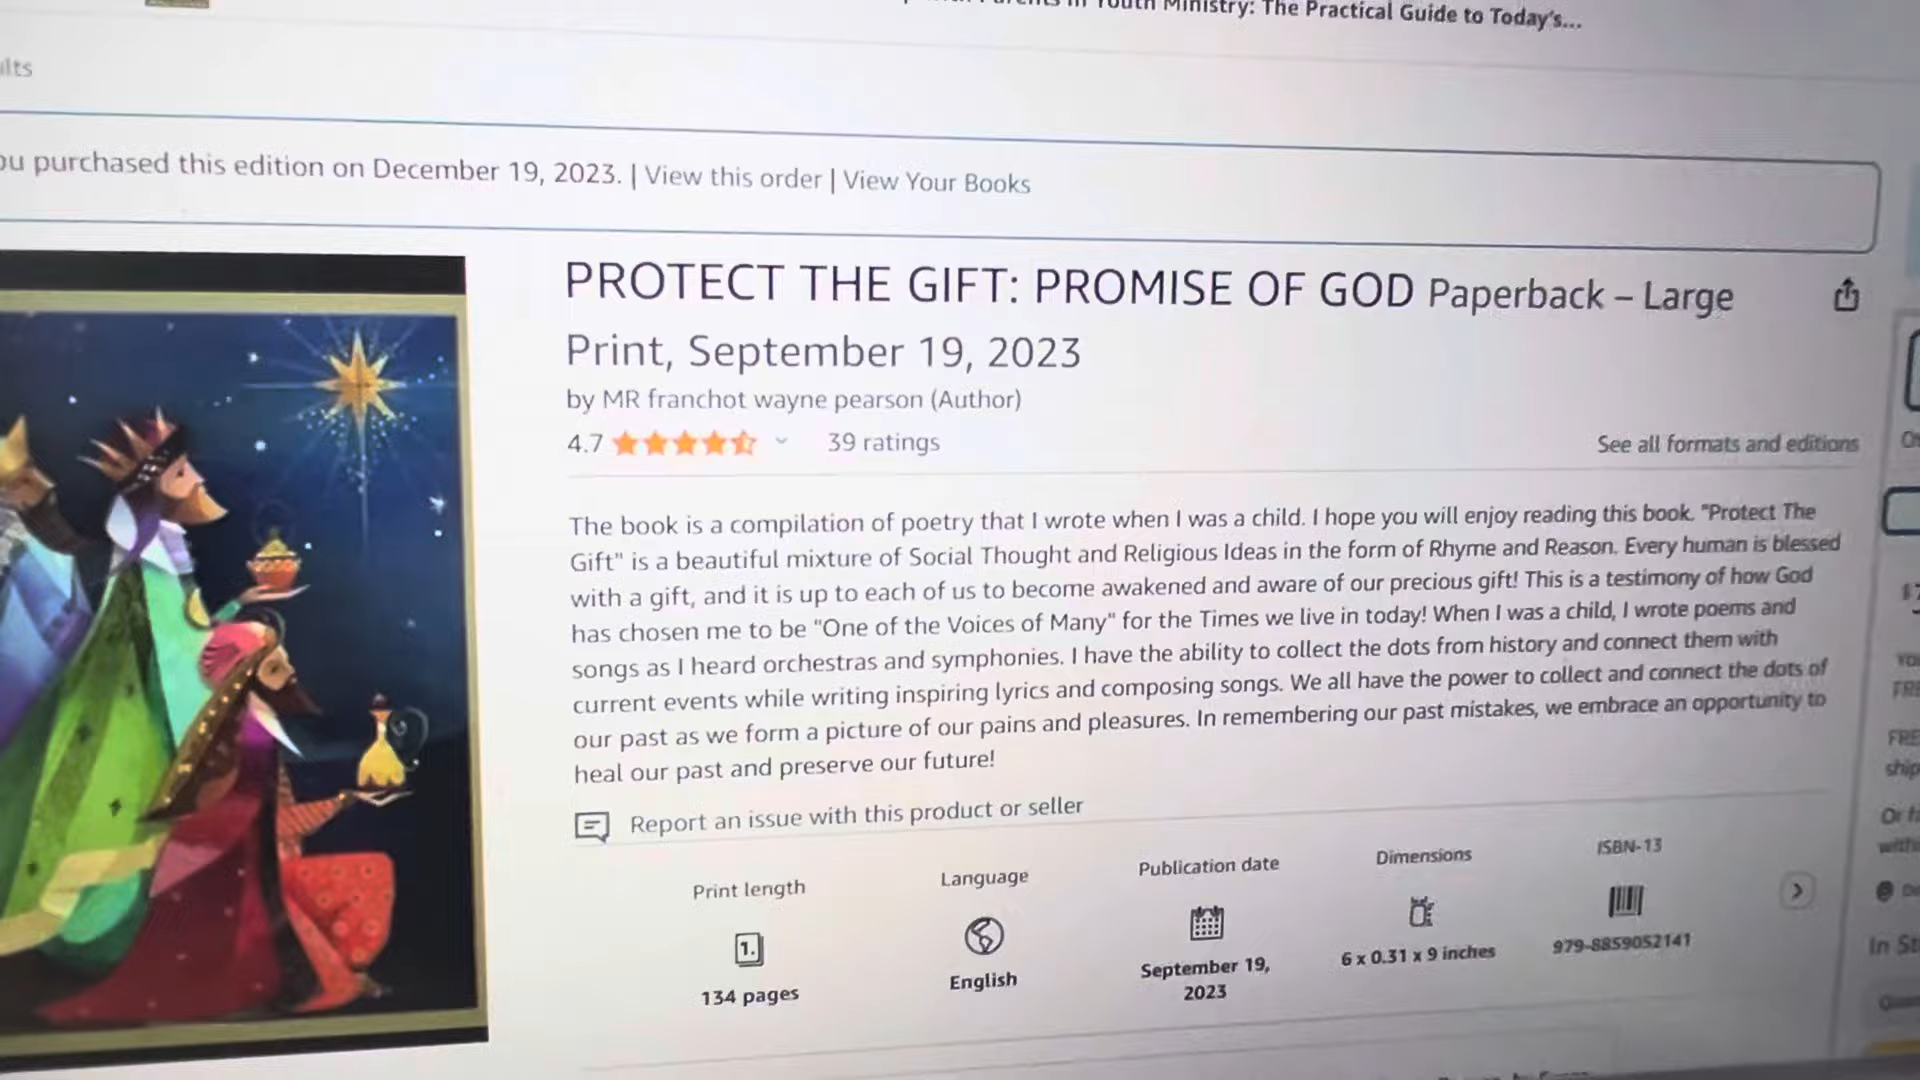 Parents in Youth Ministry: The Practical Guide to Today's...
purchased this edition on December 19, 2023. | View this order | View Your Books
PROTECT THE GIFT: PROMISE OF GOD Paperback – Large
Print, September 19, 2023
by MR franchot wayne pearson (Author)
4.7 39 ratings
See all formats and editions
The book is a compilation of poetry that I wrote when I was a child. I hope you will enjoy reading this book. "Protect The
Gift" is a beautiful mixture of Social Thought and Religious Ideas in the form of Rhyme and Reason. Every human is blessed
with a gift, and it is up to each of us to become awakened and aware of our precious gift! This is a testimony of how God
has chosen me to be "One of the Voices of Many" for the Times we live in today! When I was a child, I wrote poems and
songs as I heard orchestras and symphonies. I have the ability to collect the dots from history and connect them with
current events while writing inspiring lyrics and composing songs. We all have the power to collect and connect the dots of
our past as we form a picture of our pains and pleasures. In remembering our past mistakes, we embrace an opportunity to
heal our past and preserve our future!
Report an issue with this product or seller
Print length
1.
134 pages
Language
English
Publication date
September 19,
2023
Dimensions
6 x 0.31 x 9 inches
ISBN-13
979-8859052141
FRE
ship
In St